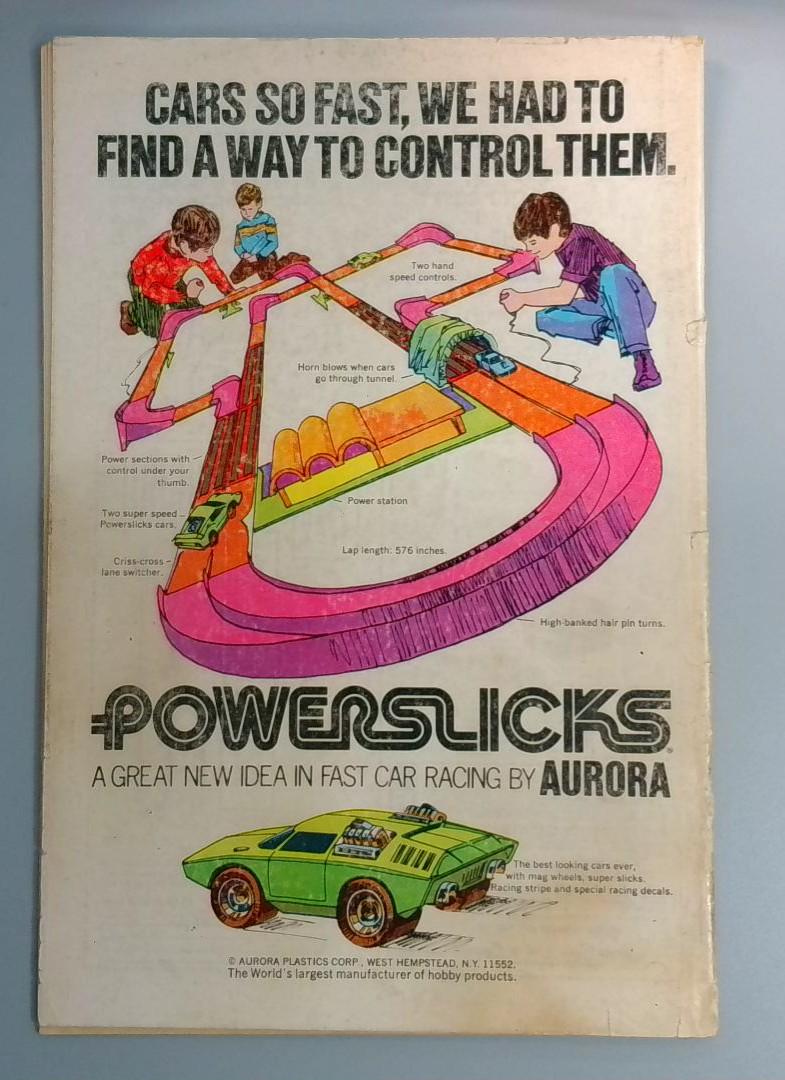 CARS SO FAST, WE HAD TO
FIND A WAY TO CONTROL THEM.
Two hand
speed controls.
Horn blows when cars
go through tunnel.
Power sections with
control under your
thumb.
Power station
Two super speed
Powerslicks cars.
Lap length: 576 inches.
Criss-cross
lane switcher.
High-banked hair pin turns.
POWERSLICKS®
A GREAT NEW IDEA IN FAST CAR RACING BY AURORA
The best looking cars ever,
with mag wheels, super slicks.
Racing stripe and special racing decals.
© AURORA PLASTICS CORP., WEST HEMPSTEAD, N.Y. 11552.
The World's largest manufacturer of hobby products.